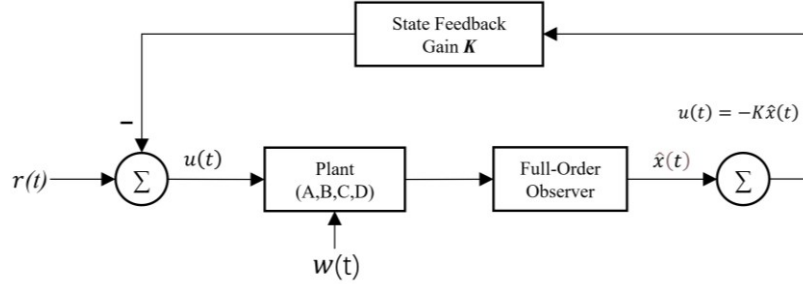 State Feedback
Gain K
−
u(t) = −Kx̂(t)
r(t)
∑
u(t)
Plant
(A,B,C,D)
Full-Order
Observer
x̂(t)
∑
w(t)